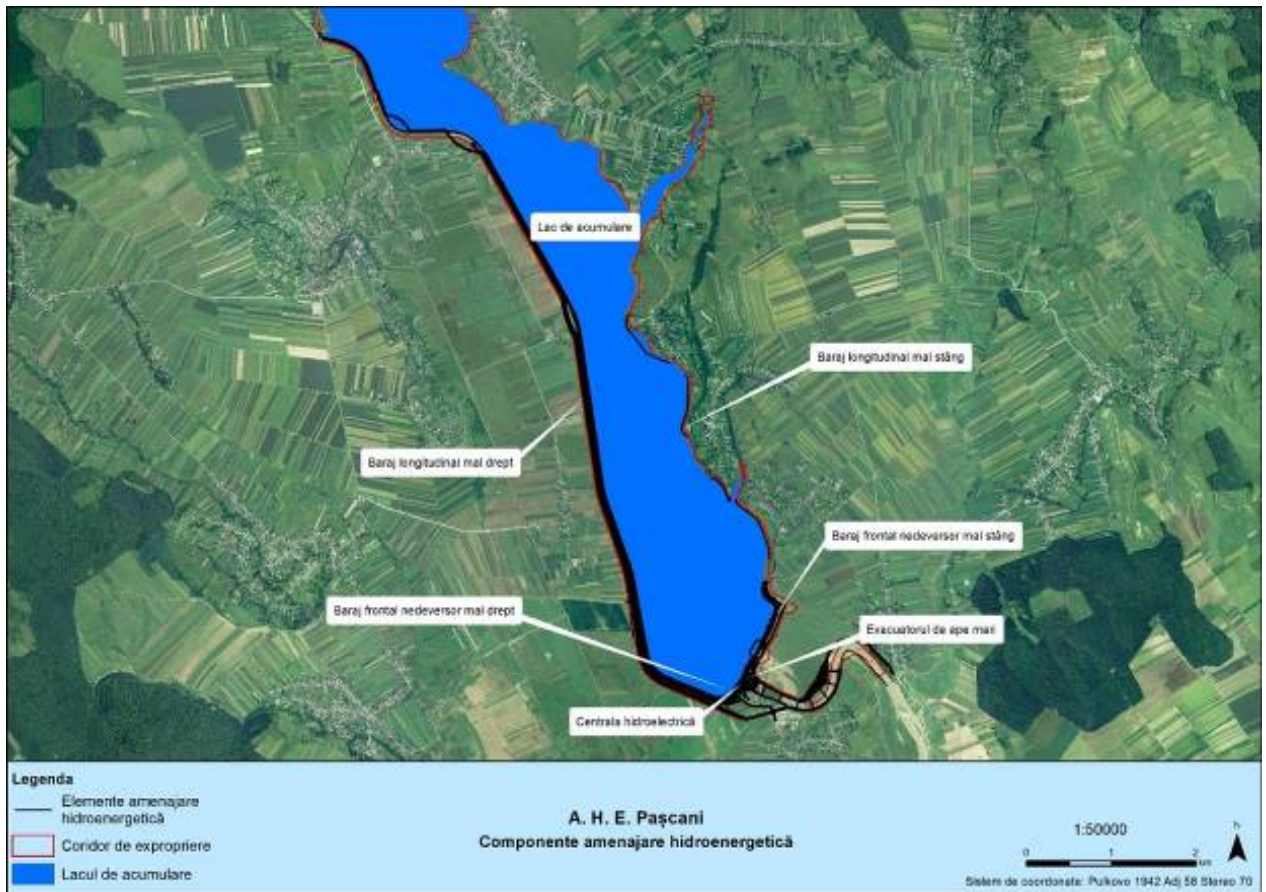 Lac de acumulare
Baraj longitudinal mal stâng
Baraj longitudinal mal drept
Baraj frontal nedeversor mal stâng
Baraj frontal nedeversor mal drept
Evacuatorul de ape mari
Centrala hidroelectrică
Legenda
Elemente amenajare
hidroenergetică
Coridor de expropriere
Lacul de acumulare
A. H. E. Pașcani
Componente amenajare hidroenergetică
1:50000
0 1 2
km
Sistem de coordonate: Pulkovo 1942 Adj 58 Stereo 70